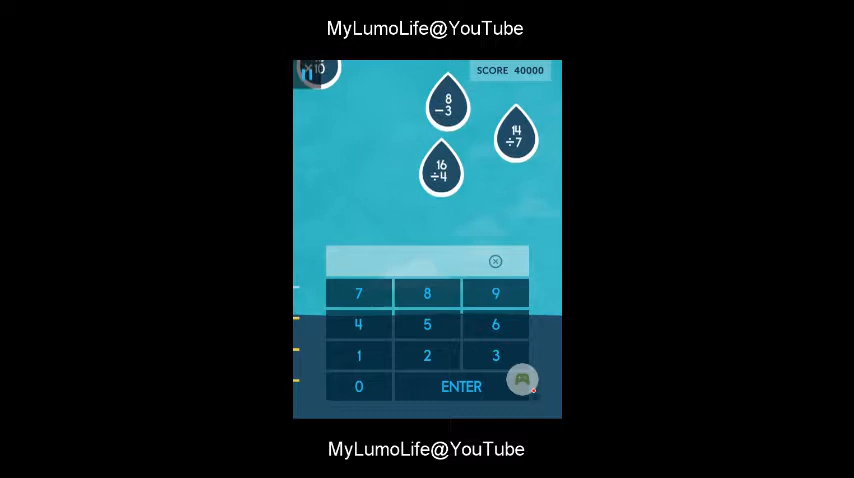 MyLumoLife@YouTube
SCORE 40000
8
−3
14
÷7
16
÷4
7 8 9
4 5 6
1 2 3
0 ENTER
MyLumoLife@YouTube